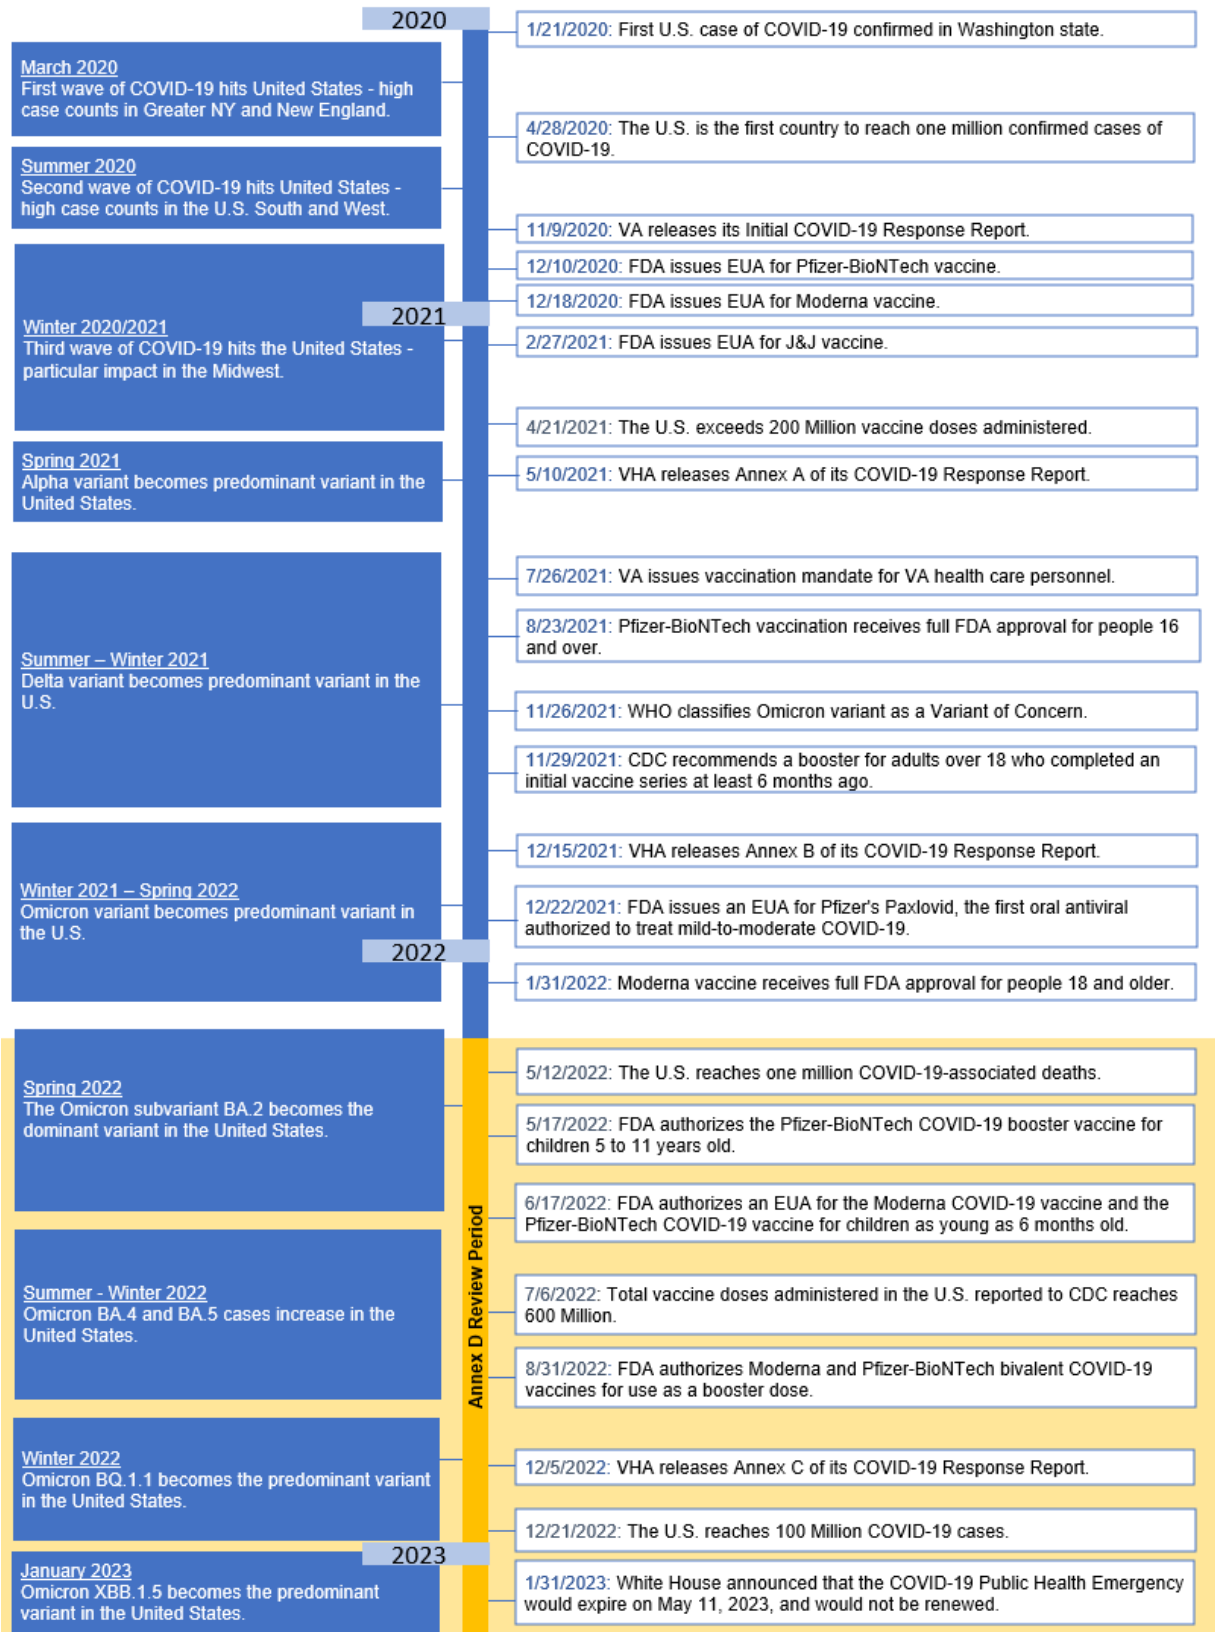 2020
1/21/2020: First U.S. case of COVID-19 confirmed in Washington state.
March 2020
First wave of COVID-19 hits United States - high
case counts in Greater NY and New England.
4/28/2020: The U.S. is the first country to reach one million confirmed cases of
COVID-19.
Summer 2020
Second wave of COVID-19 hits United States -
high case counts in the U.S. South and West.
11/9/2020: VA releases its Initial COVID-19 Response Report.
12/10/2020: FDA issues EUA for Pfizer-BioNTech vaccine.
12/18/2020: FDA issues EUA for Moderna vaccine.
2021
Winter 2020/2021
Third wave of COVID-19 hits the United States -
particular impact in the Midwest.
2/27/2021: FDA issues EUA for J&J vaccine.
4/21/2021: The U.S. exceeds 200 Million vaccine doses administered.
Spring 2021
Alpha variant becomes predominant variant in the
United States.
5/10/2021: VHA releases Annex A of its COVID-19 Response Report.
7/26/2021: VA issues vaccination mandate for VA health care personnel.
8/23/2021: Pfizer-BioNTech vaccination receives full FDA approval for people 16
and over.
Summer – Winter 2021
Delta variant becomes predominant variant in the
U.S.
11/26/2021: WHO classifies Omicron variant as a Variant of Concern.
11/29/2021: CDC recommends a booster for adults over 18 who completed an
initial vaccine series at least 6 months ago.
12/15/2021: VHA releases Annex B of its COVID-19 Response Report.
Winter 2021 – Spring 2022
Omicron variant becomes predominant variant in
the U.S.
12/22/2021: FDA issues an EUA for Pfizer's Paxlovid, the first oral antiviral
authorized to treat mild-to-moderate COVID-19.
2022
1/31/2022: Moderna vaccine receives full FDA approval for people 18 and older.
Annex D Review Period
5/12/2022: The U.S. reaches one million COVID-19-associated deaths.
Spring 2022
The Omicron subvariant BA.2 becomes the
dominant variant in the United States.
5/17/2022: FDA authorizes the Pfizer-BioNTech COVID-19 booster vaccine for
children 5 to 11 years old.
6/17/2022: FDA authorizes an EUA for the Moderna COVID-19 vaccine and the
Pfizer-BioNTech COVID-19 vaccine for children as young as 6 months old.
Summer - Winter 2022
Omicron BA.4 and BA.5 cases increase in the
United States.
7/6/2022: Total vaccine doses administered in the U.S. reported to CDC reaches
600 Million.
8/31/2022: FDA authorizes Moderna and Pfizer-BioNTech bivalent COVID-19
vaccines for use as a booster dose.
Winter 2022
Omicron BQ.1.1 becomes the predominant variant
in the United States.
12/5/2022: VHA releases Annex C of its COVID-19 Response Report.
12/21/2022: The U.S. reaches 100 Million COVID-19 cases.
2023
January 2023
Omicron XBB.1.5 becomes the predominant
variant in the United States.
1/31/2023: White House announced that the COVID-19 Public Health Emergency
would expire on May 11, 2023, and would not be renewed.